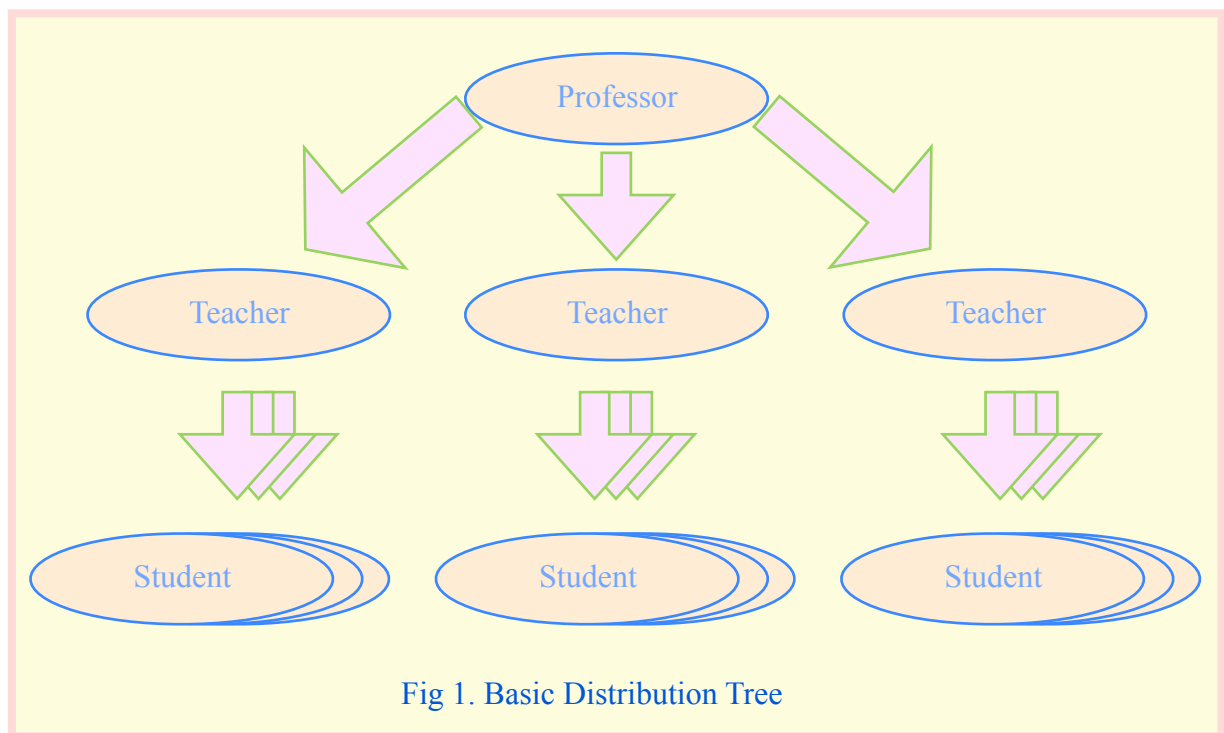 Professor
Teacher Teacher Teacher
Student Student Student
Fig 1. Basic Distribution Tree